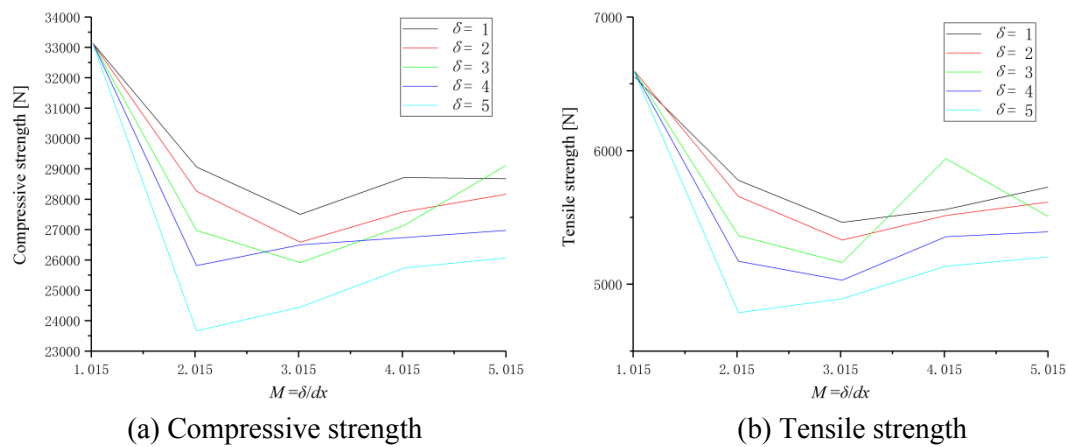 34000
33000
32000
31000
30000
29000
28000
27000
26000
25000
24000
23000
Compressive strength [N]
δ= 1
δ= 2
δ= 3
δ= 4
δ= 5
1.015 2.015 3.015 4.015 5.015
M=δ/dx
(a) Compressive strength
7000
6000
5000
Tensile strength [N]
δ= 1
δ= 2
δ= 3
δ= 4
δ= 5
1.015 2.015 3.015 4.015 5.015
M=δ/dx
(b) Tensile strength